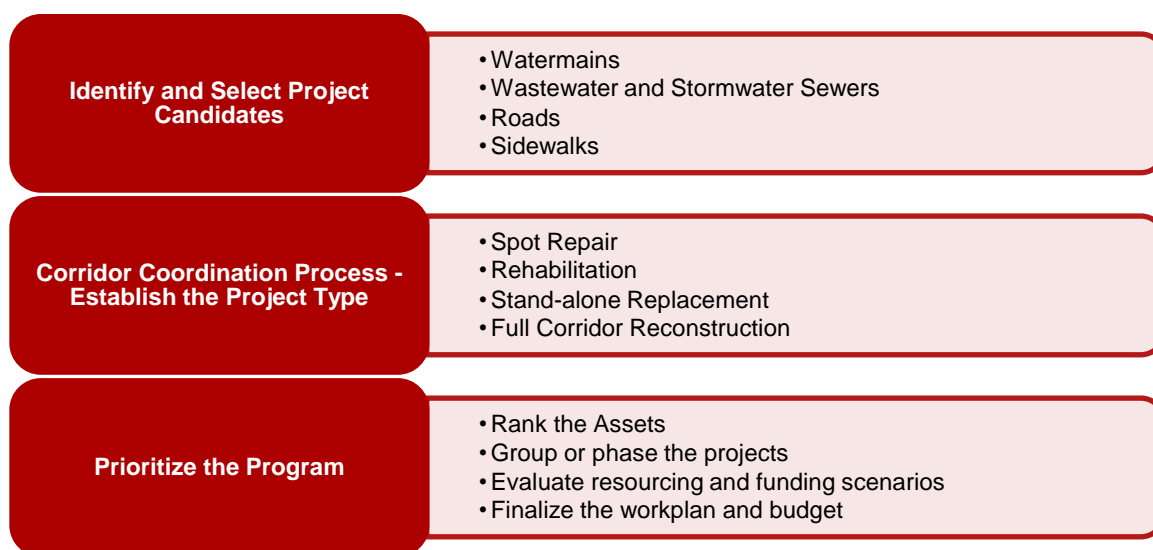 Identify and Select Project
Candidates
•Watermains
•Wastewater and Stormwater Sewers
•Roads
•Sidewalks
Corridor Coordination Process -
Establish the Project Type
•Spot Repair
•Rehabilitation
•Stand-alone Replacement
•Full Corridor Reconstruction
Prioritize the Program
•Rank the Assets
•Group or phase the projects
•Evaluate resourcing and funding scenarios
•Finalize the workplan and budget